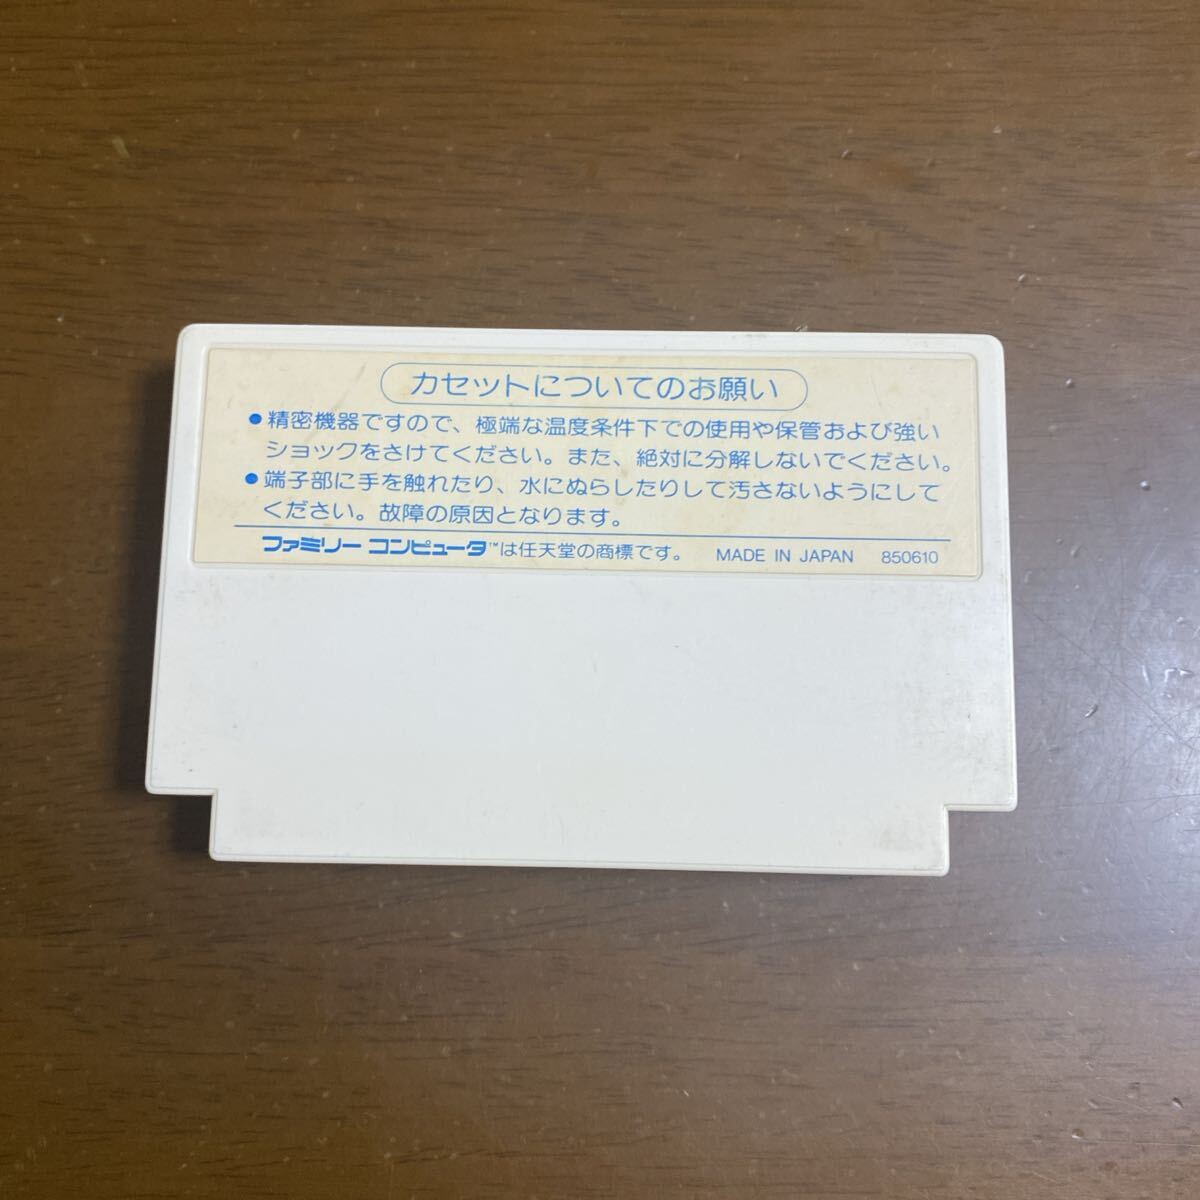 カセットについてのお願い
●精密機器ですので、極端な温度条件下での使用や保管および強い
ショックをさけてください。また、絶対に分解しないでください。
●端子部に手を触れたり、水にぬらしたりして汚さないようにして
ください。故障の原因となります。
ファミリー コンピュータ™は任天堂の商標です。 MADE IN JAPAN 850610